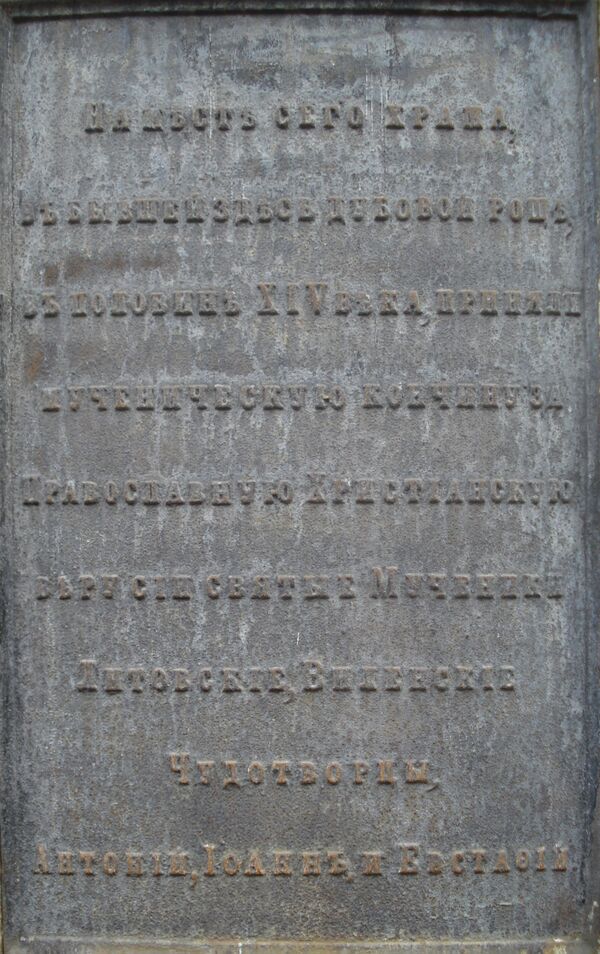 На мѣстѣ сего храма,
въ бывшей здѣсь дубовой рощѣ,
въ половинѣ XIV вѣка, приняли
мученическую кончину за
Православную Христіанскую
вѣру сіи святые Мученики
Литовскіе, Виленскіе
Чудотворцы,
Антоній, Іоаннъ, и Евстафій